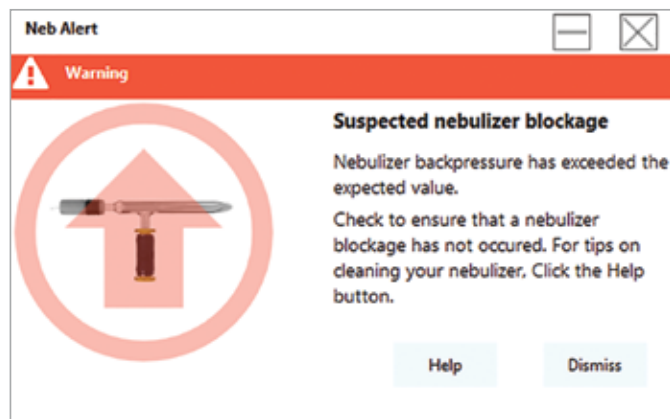 Neb Alert
Warning
Suspected nebulizer blockage
Nebulizer backpressure has exceeded the
expected value.
Check to ensure that a nebulizer
blockage has not occured. For tips on
cleaning your nebulizer, Click the Help
button.
Help
Dismiss